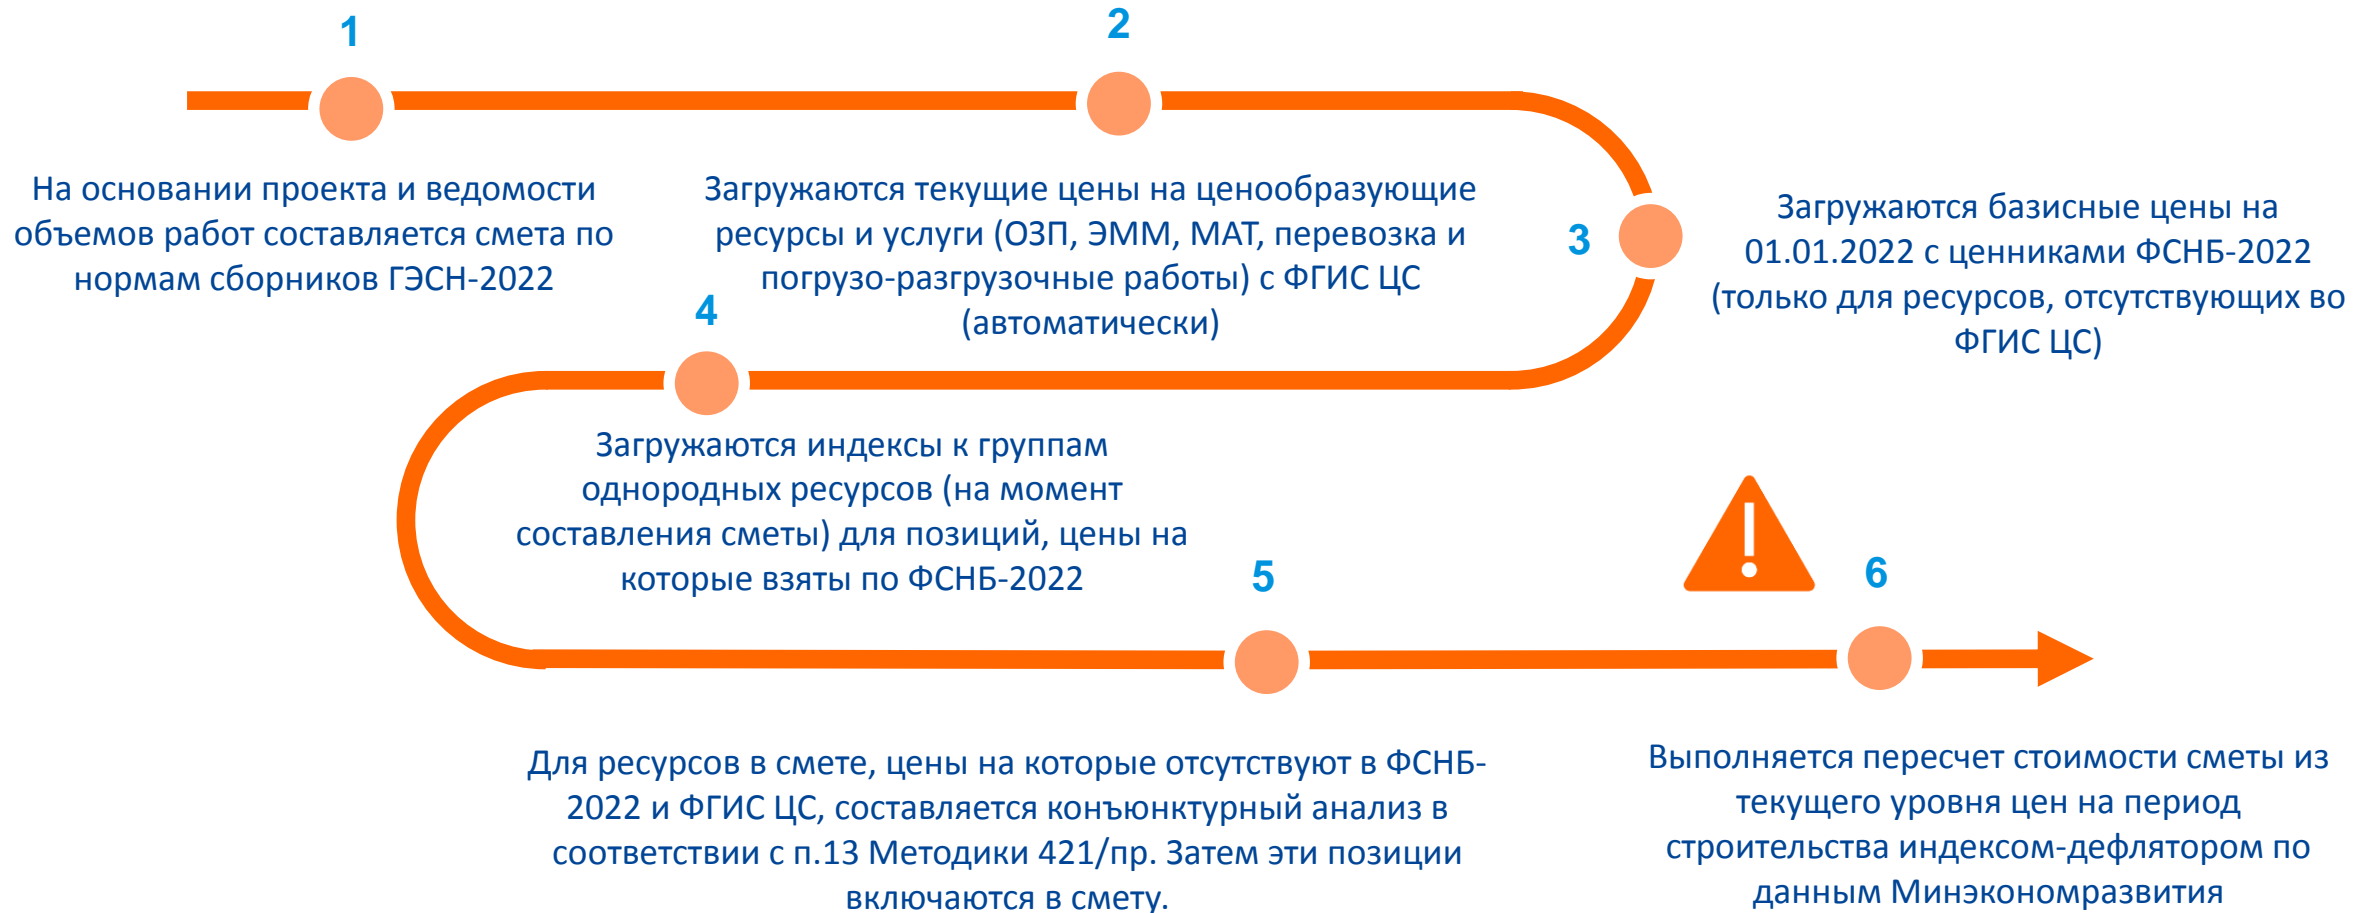 1
На основании проекта и ведомости
объемов работ составляется смета по
нормам сборников ГЭСН-2022
2
Загружаются текущие цены на ценообразующие
ресурсы и услуги (ОЗП, ЭММ, МАТ, перевозка и
погрузо-разгрузочные работы) с ФГИС ЦС
(автоматически)
3
Загружаются базисные цены на
01.01.2022 с ценниками ФСНБ-2022
(только для ресурсов, отсутствующих во
ФГИС ЦС)
4
Загружаются индексы к группам
однородных ресурсов (на момент
составления сметы) для позиций, цены на
которые взяты по ФСНБ-2022
5
Для ресурсов в смете, цены на которые отсутствуют в ФСНБ-
2022 и ФГИС ЦС, составляется конъюнктурный анализ в
соответствии с п.13 Методики 421/пр. Затем эти позиции
включаются в смету.
6
Выполняется пересчет стоимости сметы из
текущего уровня цен на период
строительства индексом-дефлятором по
данным Минэкономразвития